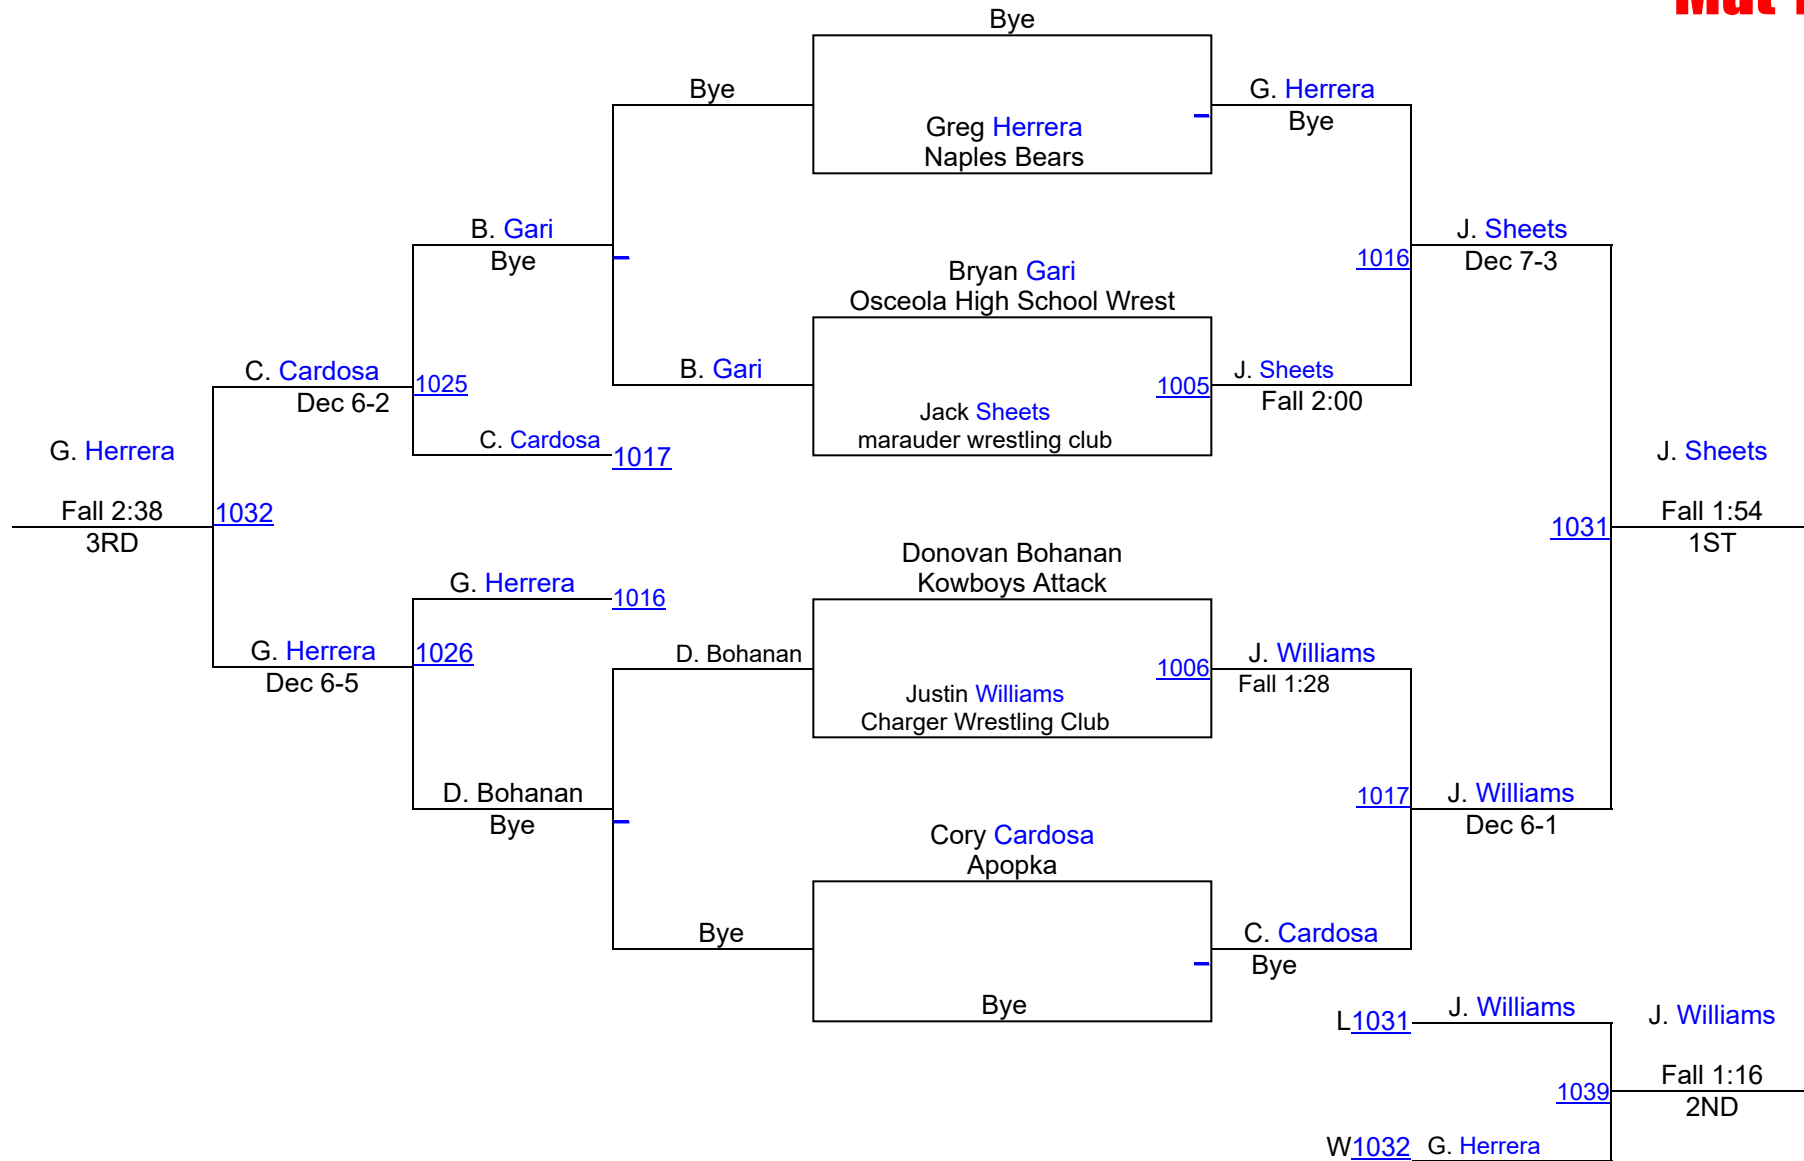 Bye
Bye
G. Herrera
Bye
Greg Herrera
Naples Bears
B. Gari
Bye
J. Sheets
Dec 7-3
1016
Bryan Gari
Osceola High School Wrest
C. Cardosa
Dec 6-2
1025
B. Gari
1005
J. Sheets
Fall 2:00
Jack Sheets
marauder wrestling club
C. Cardosa
1017
G. Herrera
Fall 2:38
3RD
1032
J. Sheets
Fall 1:54
1ST
1031
Donovan Bohanan
Kowboys Attack
G. Herrera
1016
G. Herrera
Dec 6-5
1026
D. Bohanan
1006
J. Williams
Fall 1:28
Justin Williams
Charger Wrestling Club
D. Bohanan
Bye
1017
J. Williams
Dec 6-1
Cory Cardosa
Apopka
Bye
C. Cardosa
Bye
Bye
L1031
J. Williams
J. Williams
Fall 1:16
2ND
1039
W1032
G. Herrera